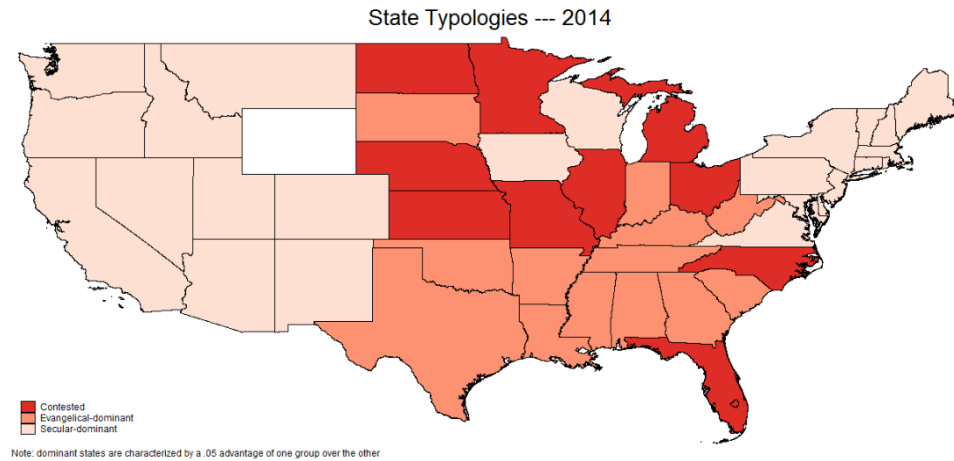 State Typologies --- 2014
Contested
Evangelical-dominant
Secular-dominant
Note: dominant states are characterized by a .05 advantage of one group over the other